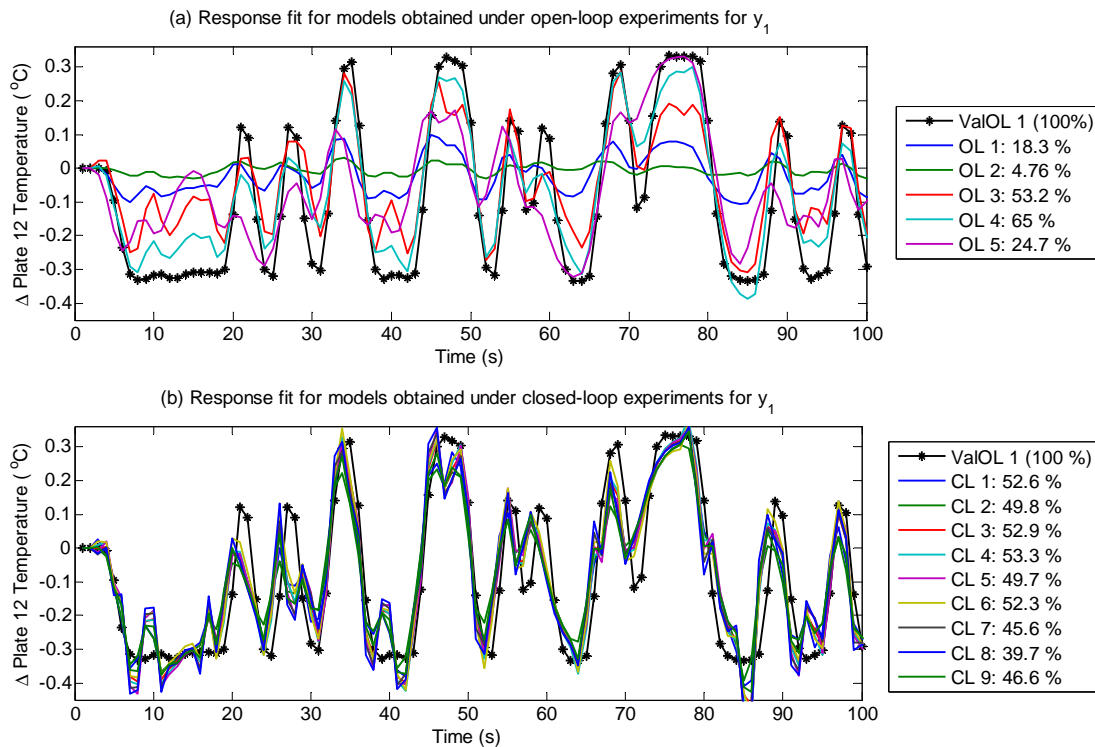 (a) Response fit for models obtained under open-loop experiments for y1
Δ Plate 12 Temperature ( °C)
0.3
0.2
0.1
0
-0.1
-0.2
-0.3
-0.4
0 10 20 30 40 50 60 70 80 90 100
Time (s)
ValOL 1 (100%)
OL 1: 18.3 %
OL 2: 4.76 %
OL 3: 53.2 %
OL 4: 65 %
OL 5: 24.7 %
(b) Response fit for models obtained under closed-loop experiments for y1
Δ Plate 12 Temperature ( °C)
0.3
0.2
0.1
0
-0.1
-0.2
-0.3
-0.4
0 10 20 30 40 50 60 70 80 90 100
Time (s)
ValOL 1 (100 %)
CL 1: 52.6 %
CL 2: 49.8 %
CL 3: 52.9 %
CL 4: 53.3 %
CL 5: 49.7 %
CL 6: 52.3 %
CL 7: 45.6 %
CL 8: 39.7 %
CL 9: 46.6 %